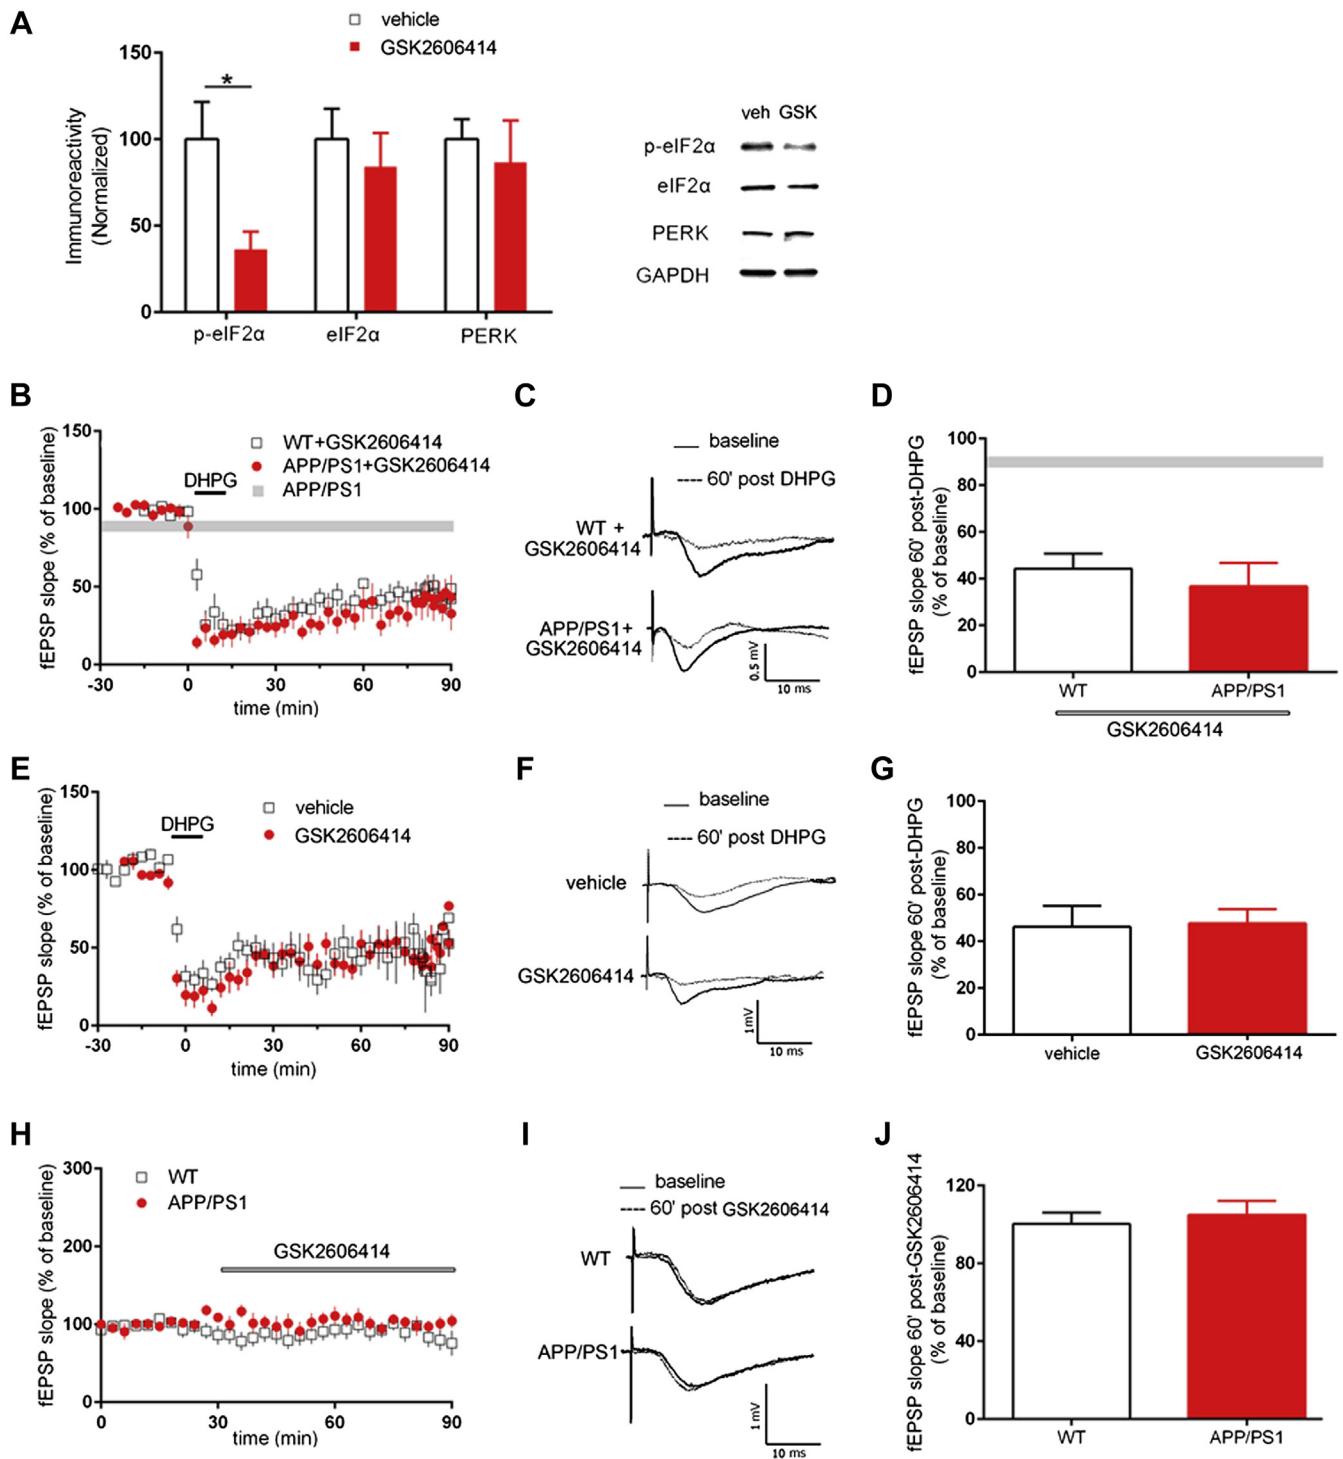 A
vehicle
GSK2606414
150
100
50
0
Immunoreactivity
(Normalized)
*
p-eIF2α
eIF2α
PERK
veh GSK
p-eIF2α
eIF2α
PERK
GAPDH
B
fEPSP slope (% of baseline)
150
100
50
0
WT+GSK2606414
APP/PS1+GSK2606414
APP/PS1
DHPG
-30
0
30
60
90
time (min)
C
baseline
60' post DHPG
WT +
GSK2606414
APP/PS1+
GSK2606414
0.5 mV
10 ms
D
fEPSP slope 60' post-DHPG
(% of baseline)
100
80
60
40
20
0
WT
APP/PS1
GSK2606414
E
fEPSP slope (% of baseline)
150
100
50
0
vehicle
GSK2606414
DHPG
-30
0
30
60
90
time (min)
F
baseline
60' post DHPG
vehicle
GSK2606414
1mV
10 ms
G
fEPSP slope 60' post-DHPG
(% of baseline)
100
80
60
40
20
0
vehicle
GSK2606414
H
fEPSP slope (% of baseline)
300
200
100
0
WT
APP/PS1
GSK2606414
0
30
60
90
time (min)
I
baseline
60' post GSK2606414
WT
APP/PS1
1 mV
10 ms
J
fEPSP slope 60' post-GSK2606414
(% of baseline)
120
80
40
0
WT
APP/PS1